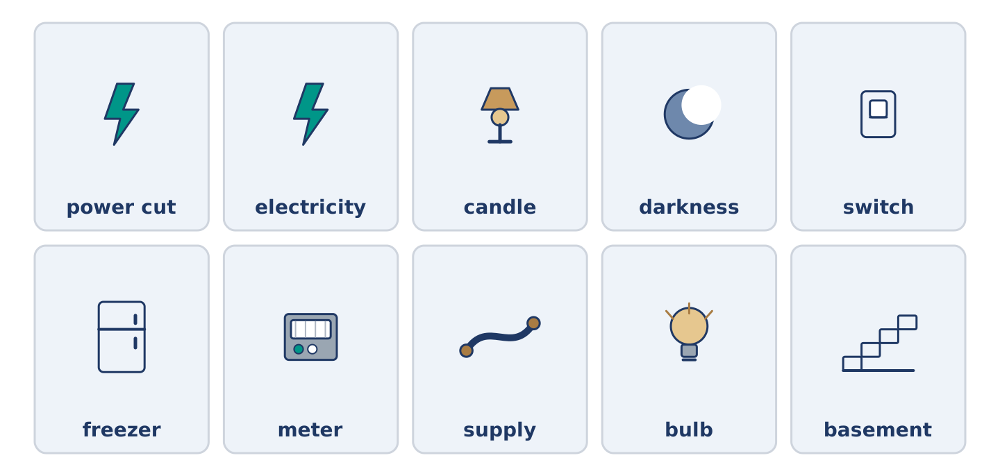 power cut
electricity
candle
darkness
switch
freezer
meter
supply
bulb
basement